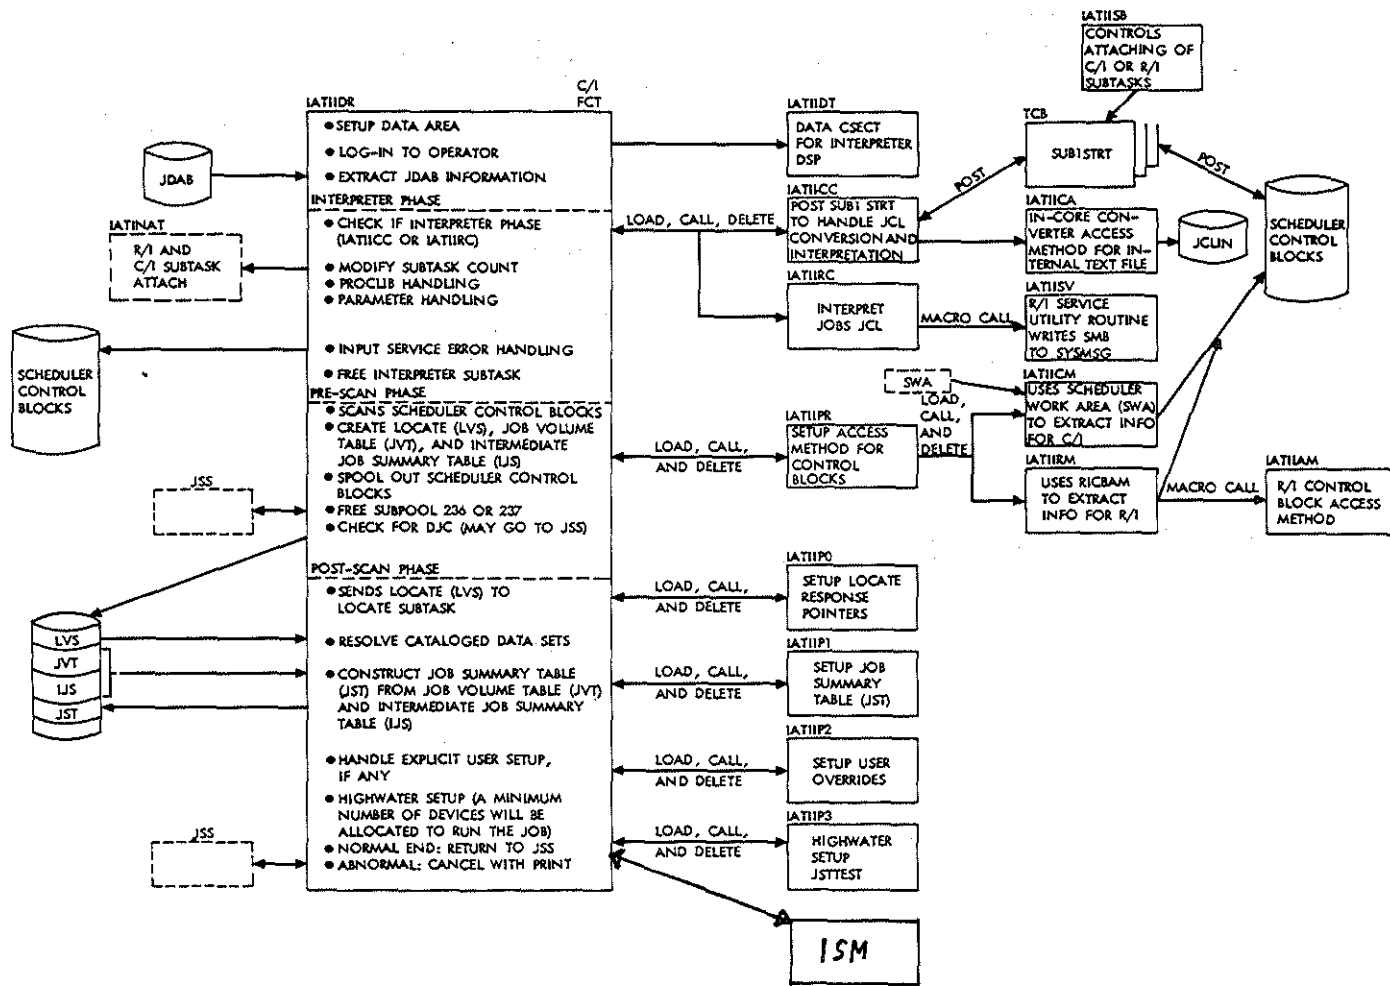 IATIISB
CONTROLS
ATTACHING OF
C/I OR R/I
SUBTASKS
C/I
FCT
IATIIDR
• SETUP DATA AREA
• LOG-IN TO OPERATOR
• EXTRACT JDAB INFORMATION
JDAB
IATIIDT
DATA CSECT
FOR INTERPRETER
DSP
TCB
SUB1STRT
POST
POST
SCHEDULER
CONTROL
BLOCKS
INTERPRETER PHASE
• CHECK IF INTERPRETER PHASE
(IATIICC OR IATIIRC)
• MODIFY SUBTASK COUNT
• PROCLIB HANDLING
• PARAMETER HANDLING
• INPUT SERVICE ERROR HANDLING
• FREE INTERPRETER SUBTASK
IATINAT
R/I AND
C/I SUBTASK
ATTACH
LOAD, CALL, DELETE
IATIICC
POST SUB1 STRT
TO HANDLE JCL
CONVERSION AND
INTERPRETATION
IATIICA
IN-CORE CON-
VERTER ACCESS
METHOD FOR IN-
TERNAL TEXT FILE
JCLIN
IATIIRC
INTERPRET
JOBS JCL
MACRO CALL
IATIISV
R/I SERVICE
UTILITY ROUTINE
WRITES SMB
TO SYSMSG
SCHEDULER
CONTROL
BLOCKS
PRE-SCAN PHASE
• SCANS SCHEDULER CONTROL BLOCKS
• CREATE LOCATE (LVS), JOB VOLUME
TABLE (JVT), AND INTERMEDIATE
JOB SUMMARY TABLE (IJS)
• SPOOL OUT SCHEDULER CONTROL
BLOCKS
• FREE SUBPOOL 236 OR 237
• CHECK FOR DJC (MAY GO TO JSS)
JSS
LOAD, CALL,
AND DELETE
IATIIPR
SETUP ACCESS
METHOD FOR
CONTROL
BLOCKS
SWA
LOAD,
CALL,
AND
DELETE
IATIICM
USES SCHEDULER
WORK AREA (SWA)
TO EXTRACT INFO
FOR C/I
IATIIRM
USES RICBAM
TO EXTRACT
INFO FOR R/I
MACRO CALL
IATIIAM
R/I CONTROL
BLOCK ACCESS
METHOD
POST-SCAN PHASE
• SENDS LOCATE (LVS) TO
LOCATE SUBTASK
• RESOLVE CATALOGED DATA SETS
• CONSTRUCT JOB SUMMARY TABLE
(JST) FROM JOB VOLUME TABLE (JVT)
AND INTERMEDIATE JOB SUMMARY
TABLE (IJS)
• HANDLE EXPLICIT USER SETUP,
IF ANY
• HIGHWATER SETUP (A MINIMUM
NUMBER OF DEVICES WILL BE
ALLOCATED TO RUN THE JOB)
• NORMAL END: RETURN TO JSS
• ABNORMAL: CANCEL WITH PRINT
LVS
JVT
IJS
JST
JSS
LOAD, CALL,
AND DELETE
IATIIP0
SETUP LOCATE
RESPONSE
POINTERS
LOAD, CALL,
AND DELETE
IATIIP1
SETUP JOB
SUMMARY
TABLE (JST)
LOAD, CALL,
AND DELETE
IATIIP2
SETUP USER
OVERRIDES
LOAD, CALL,
AND DELETE
IATIIP3
HIGHWATER
SETUP
JSTTEST
ISM